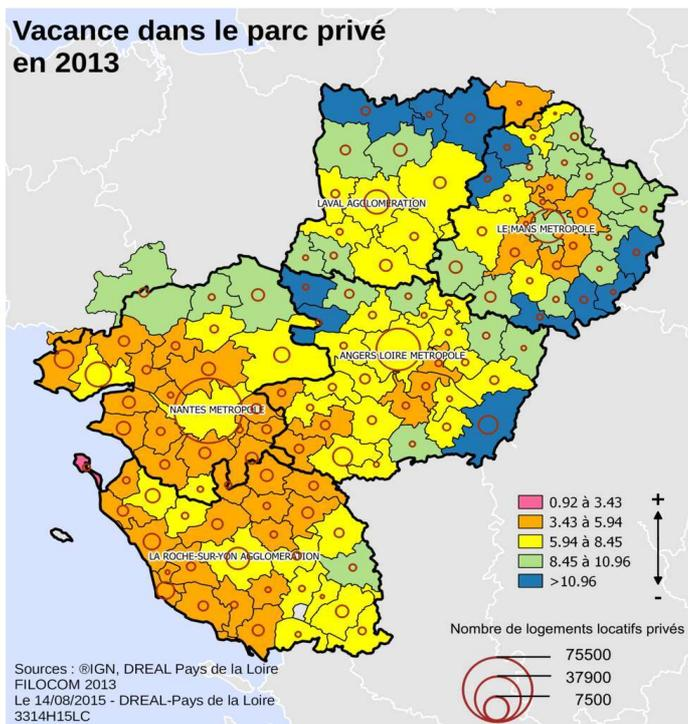 Vacance dans le parc privé
en 2013
LAVAL AGGLOMERATION
LE MANS METROPOLE
ANGERS LOIRE METROPOLE
NANTES METROPOLE
LA ROCHE-SUR-YON AGGLOMERATION
0.92 à 3.43
3.43 à 5.94
5.94 à 8.45
8.45 à 10.96
>10.96
+
-
Nombre de logements locatifs privés
75500
37900
7500
Sources : ®IGN, DREAL Pays de la Loire
FILOCOM 2013
Le 14/08/2015 - DREAL-Pays de la Loire
3314H15LC